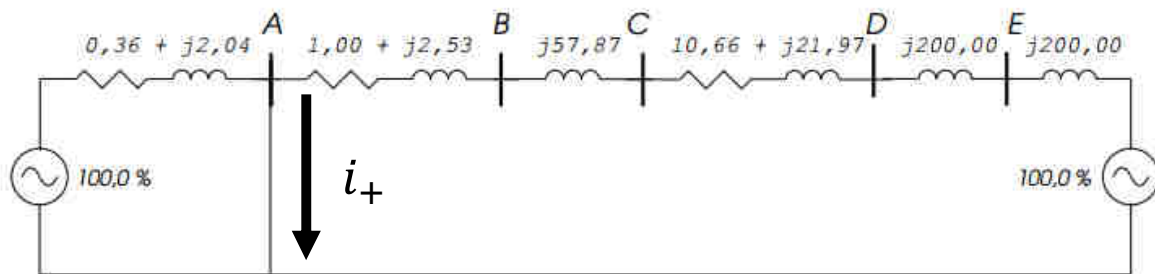 A B C D E
0,36 + j2,04 1,00 + j2,53 j57,87 10,66 + j21,97 j200,00 j200,00
100,0 % i₊ 100,0 %